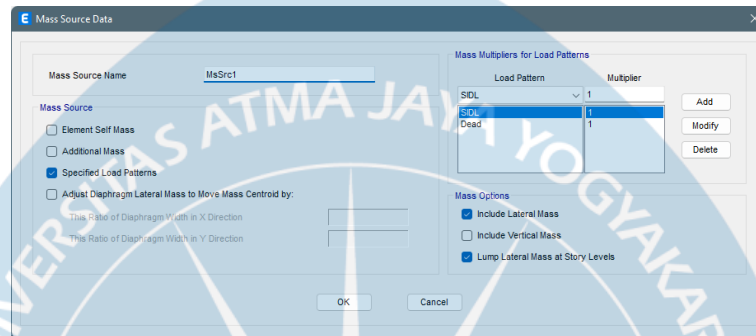 E Mass Source Data
Mass Source Name MsSrc1
Mass Source
Element Self Mass
Additional Mass
Specified Load Patterns
Adjust Diaphragm Lateral Mass to Move Mass Centroid by:
This Ratio of Diaphragm Width in X Direction
This Ratio of Diaphragm Width in Y Direction
Mass Multipliers for Load Patterns
Load Pattern Multiplier
SIDL 1
SIDL 1
Dead 1
Add
Modify
Delete
Mass Options
Include Lateral Mass
Include Vertical Mass
Lump Lateral Mass at Story Levels
OK Cancel
VERSITAS ATMA JAYA YOGYAKAR